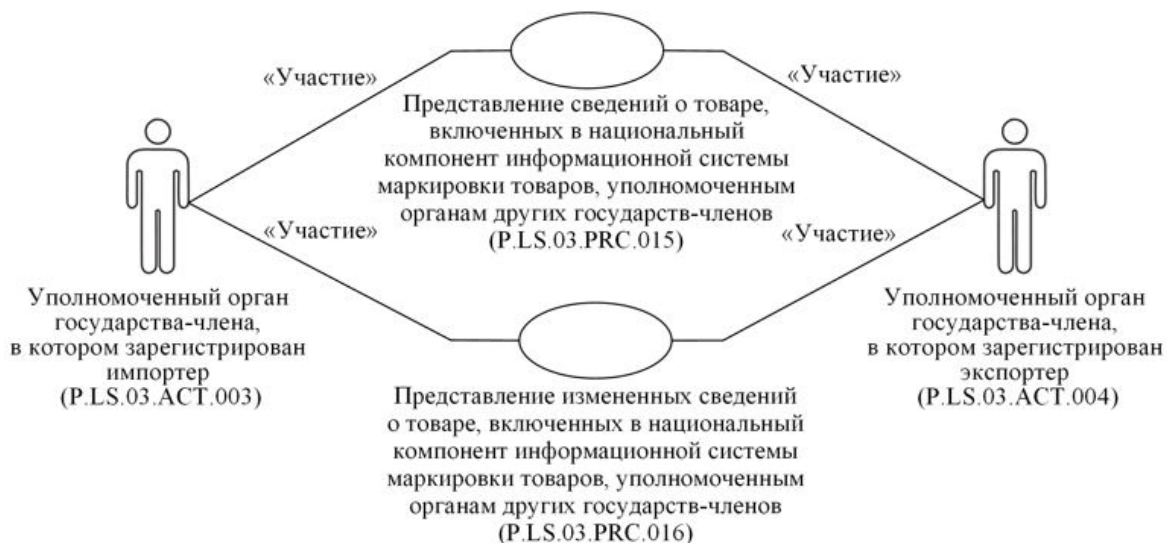 «Участие»
«Участие»
Представление сведений о товаре,
включенных в национальный
компонент информационной системы
маркировки товаров, уполномоченным
органам других государств-членов
(P.LS.03.PRC.015)
«Участие»
«Участие»
Уполномоченный орган
государства-члена,
в котором зарегистрирован
импортер
(P.LS.03.ACT.003)
Уполномоченный орган
государства-члена,
в котором зарегистрирован
экспортер
(P.LS.03.ACT.004)
Представление измененных сведений
о товаре, включенных в национальный
компонент информационной системы
маркировки товаров, уполномоченным
органам других государств-членов
(P.LS.03.PRC.016)